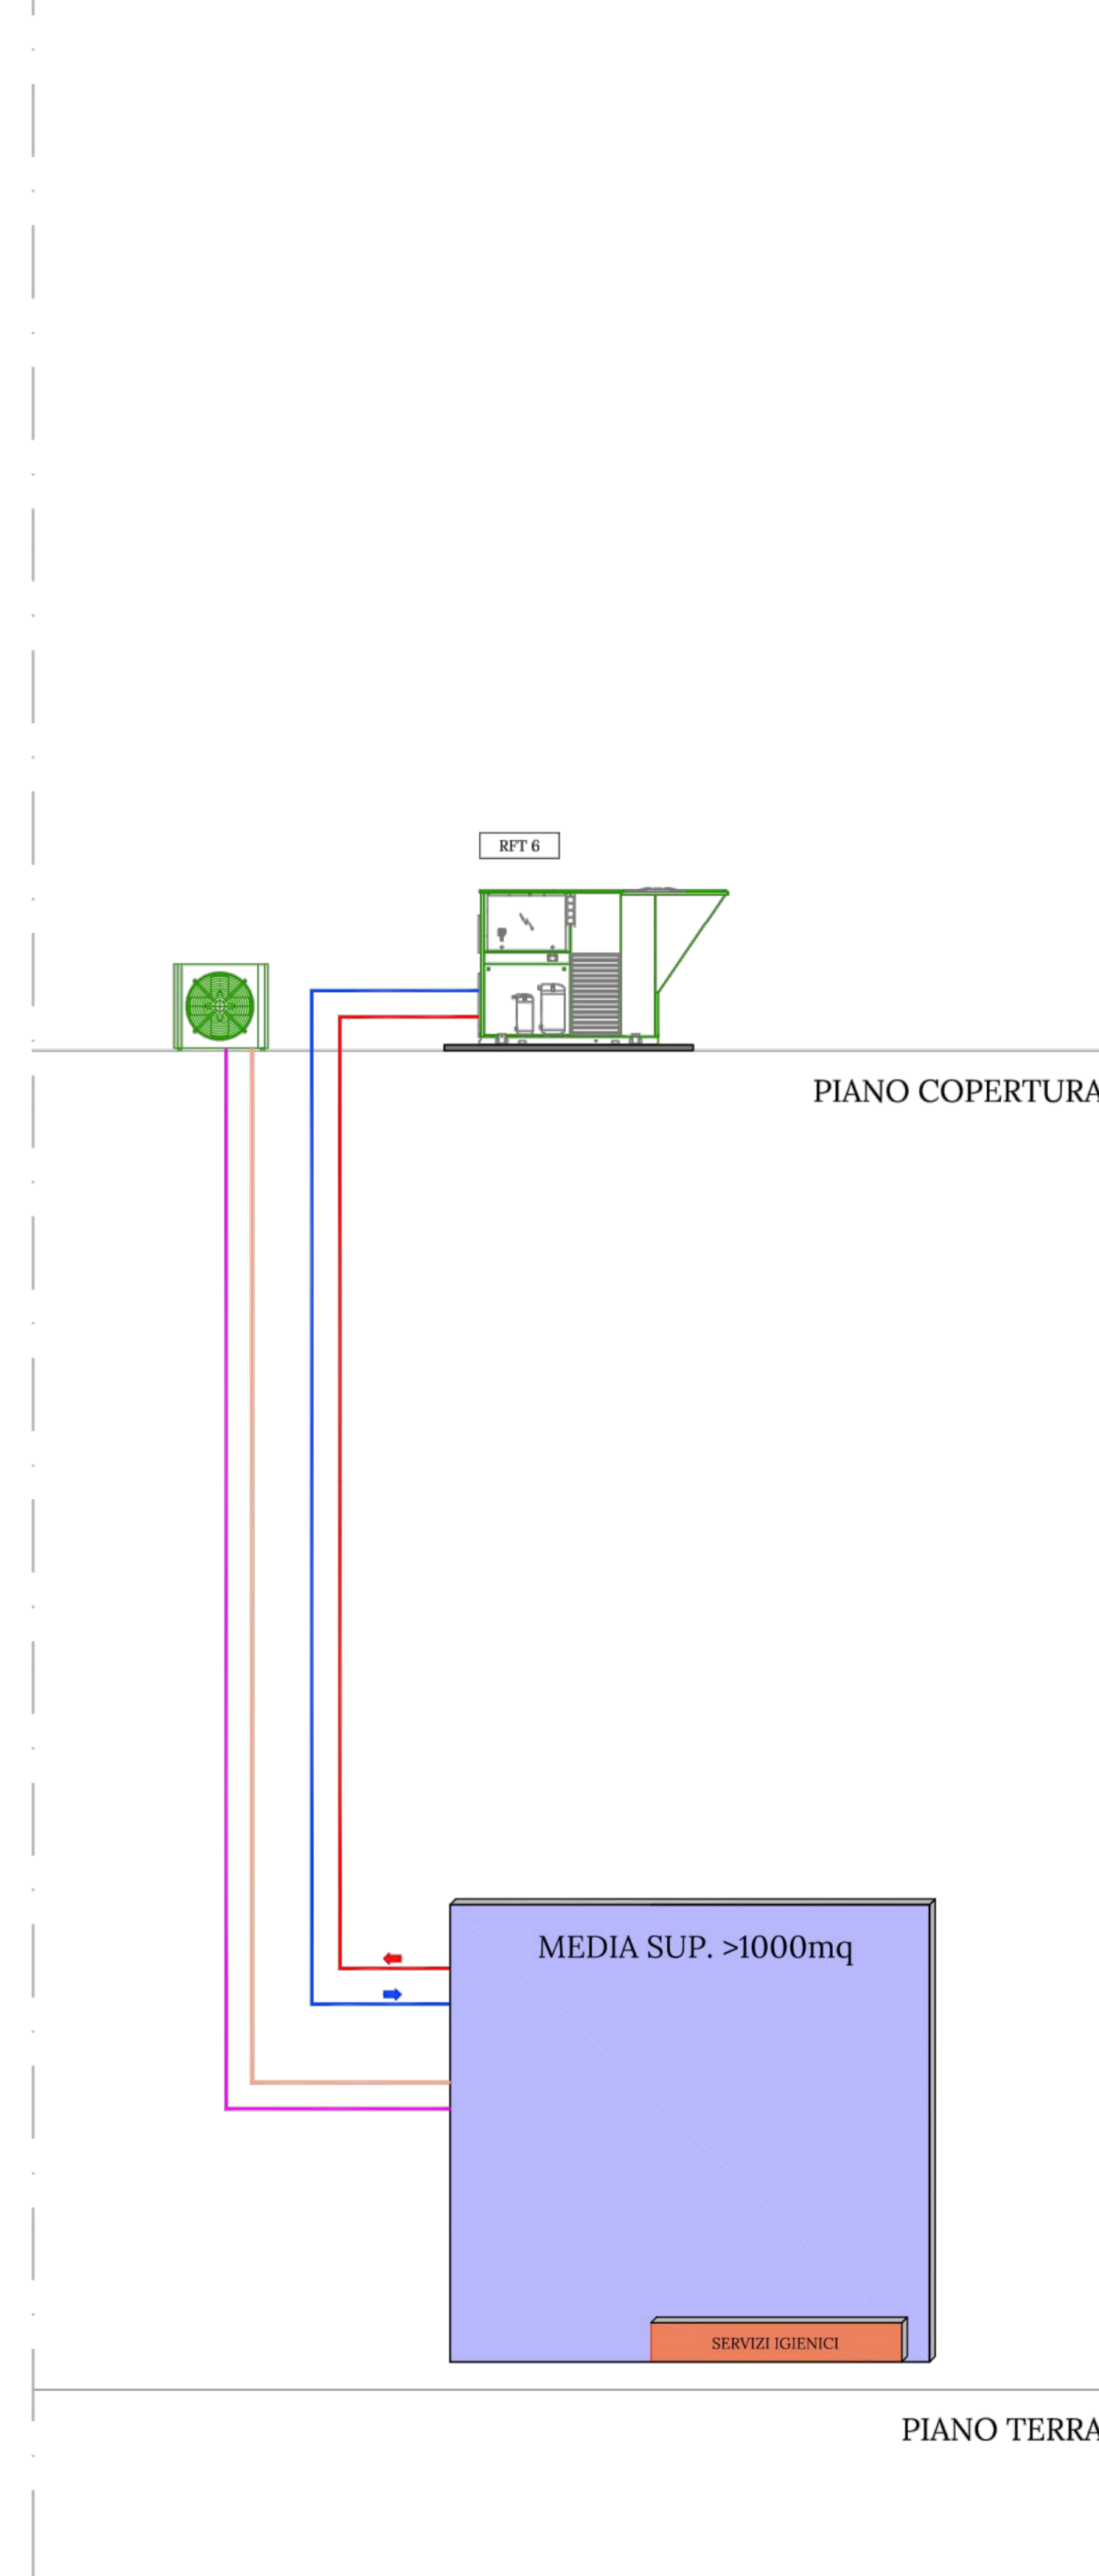 RFT 6
PIANO COPERTURA
MEDIA SUP. >1000mq
SERVIZI IGIENICI
PIANO TERRA